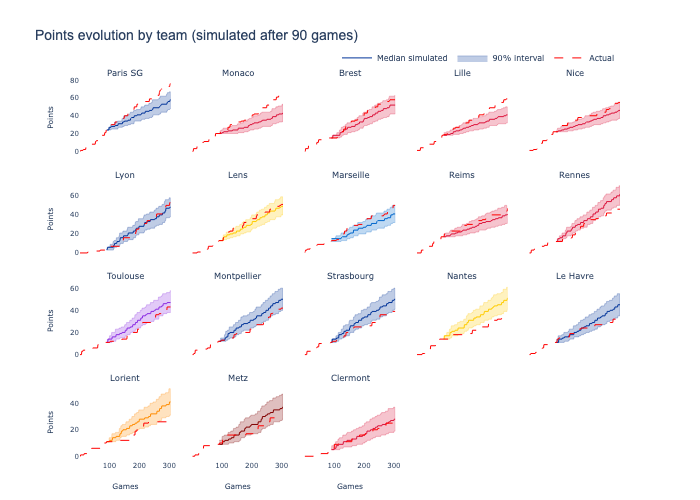 Points evolution by team (simulated after 90 games)
Median simulated 90% interval Actual
Paris SG Monaco Brest Lille Nice
80
60
40
20
0
Points
Lyon Lens Marseille Reims Rennes
60
40
20
0
Points
Toulouse Montpellier Strasbourg Nantes Le Havre
60
40
20
0
Points
Lorient Metz Clermont
40
20
0
Points
100 200 300 100 200 300 100 200 300
Games Games Games